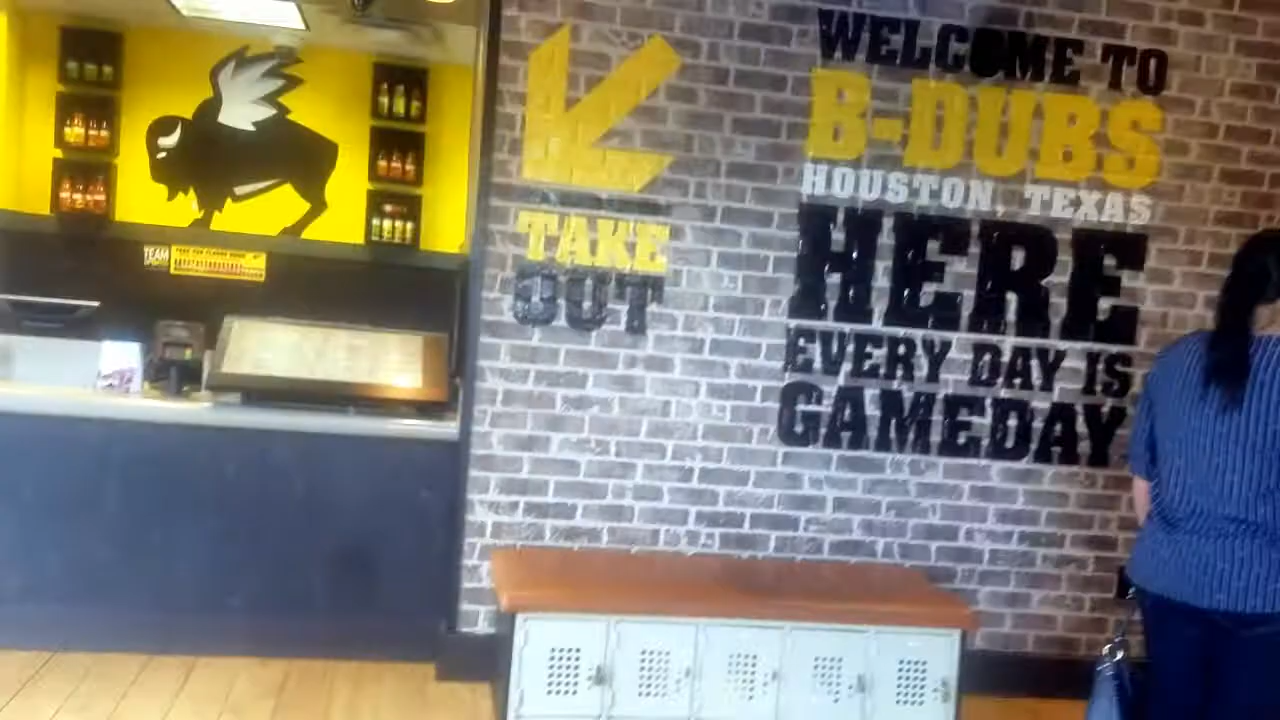 TAKE
OUT
WELCOME TO
B-DUBS
HOUSTON, TEXAS
HERE
EVERY DAY IS
GAMEDAY
TEAM